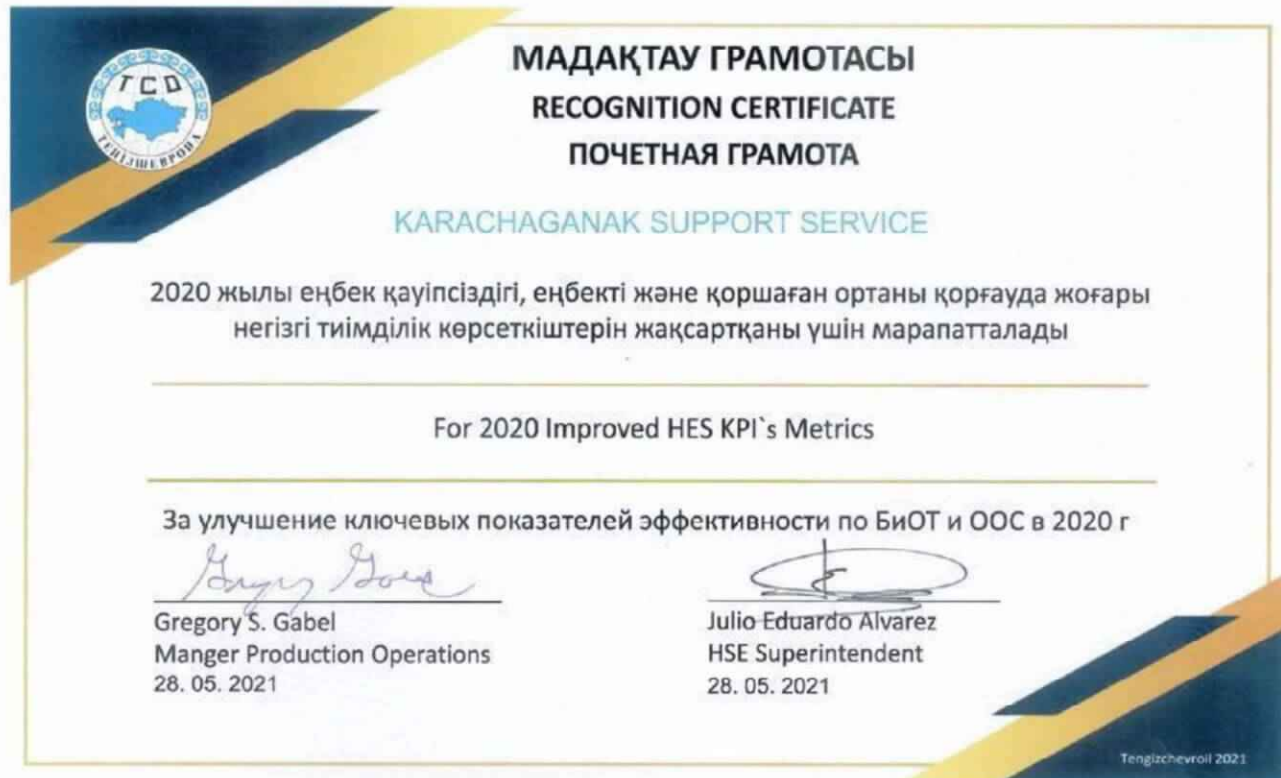 TCO
ТЕҢІЗШЕВРОЙЛ
МАДАҚТАУ ГРАМОТАСЫ
RECOGNITION CERTIFICATE
ПОЧЕТНАЯ ГРАМОТА
KARACHAGANAK SUPPORT SERVICE
2020 жылы еңбек қауіпсіздігі, еңбекті және қоршаған ортаны қорғауда жоғары
негізгі тиімділік көрсеткіштерін жақсартқаны үшін марапатталады
For 2020 Improved HES KPI`s Metrics
За улучшение ключевых показателей эффективности по БиОТ и ООС в 2020 г
Gregory S. Gabel
Manger Production Operations
28. 05. 2021
Julio Eduardo Alvarez
HSE Superintendent
28. 05. 2021
Tengizchevroil 2021